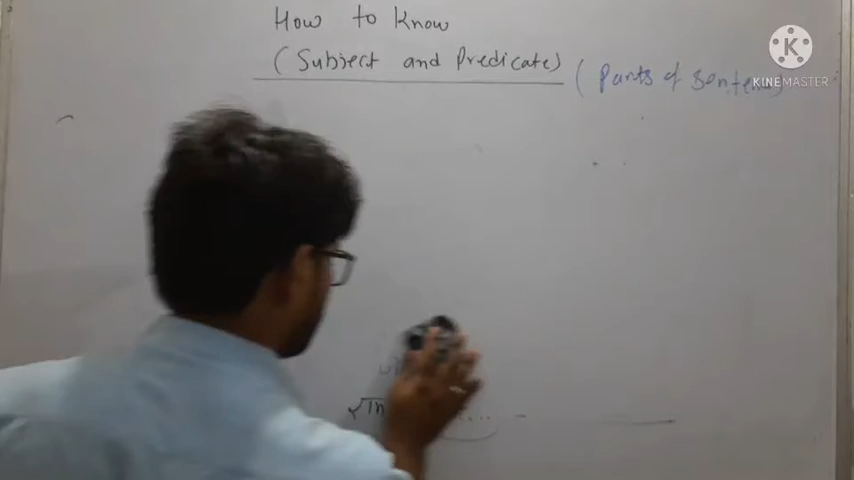 How to Know
(Subject and Predicate) (Parts of Sentence)
KINEMASTER